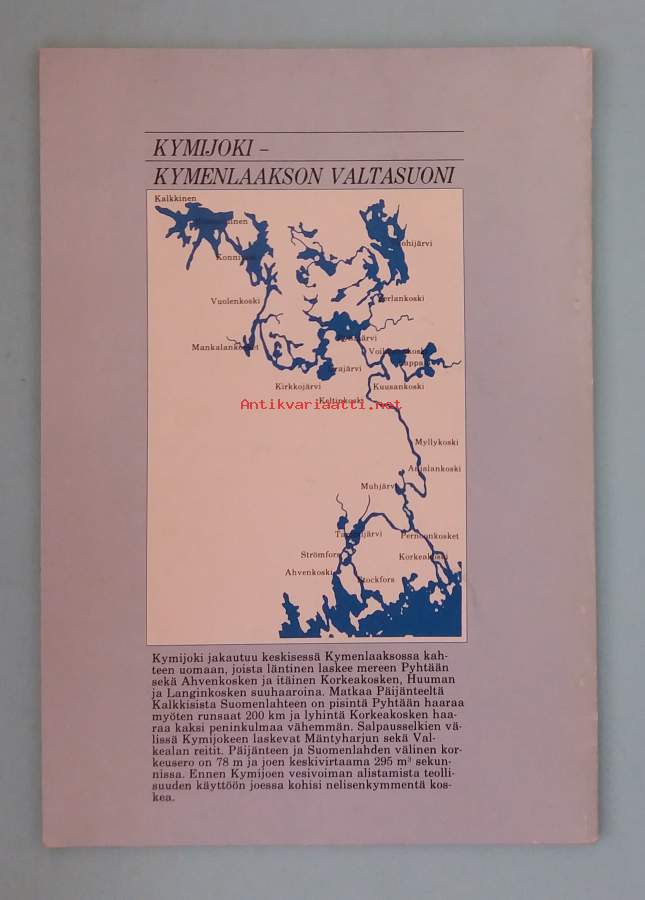 KYMIJOKI –
KYMENLAAKSON VALTASUONI
Kalkkinen
Vuolenkoski
Mankalankosket
Kirkkojärvi
Keltinkoski
Kuusankoski
Antikvariaatti.net
Myllykoski
Anjalankoski
Muhjärvi
Pernoonkosket
Strömfors
Korkeakoski
Ahvenkoski
Stockfors
Kymijoki jakautuu keskisessä Kymenlaaksossa kah-
teen uomaan, joista läntinen laskee mereen Pyhtään
sekä Ahvenkosken ja itäinen Korkeakosken, Huuman
ja Langinkosken suuhaaroina. Matkaa Päijänteeltä
Kalkkisista Suomenlahteen on pisintä Pyhtään haaraa
myöten runsaat 200 km ja lyhintä Korkeakosken haa-
raa kaksi peninkulmaa vähemmän. Salpausselkien vä-
lissä Kymijokeen laskevat Mäntyharjun sekä Val-
kealan reitit. Päijänteen ja Suomenlahden välinen kor-
keusero on 78 m ja joen keskivirtaama 295 m³ sekun-
nissa. Ennen Kymijoen vesivoiman alistamista teolli-
suuden käyttöön joessa kohisi nelisenkymmentä kos-
kea.